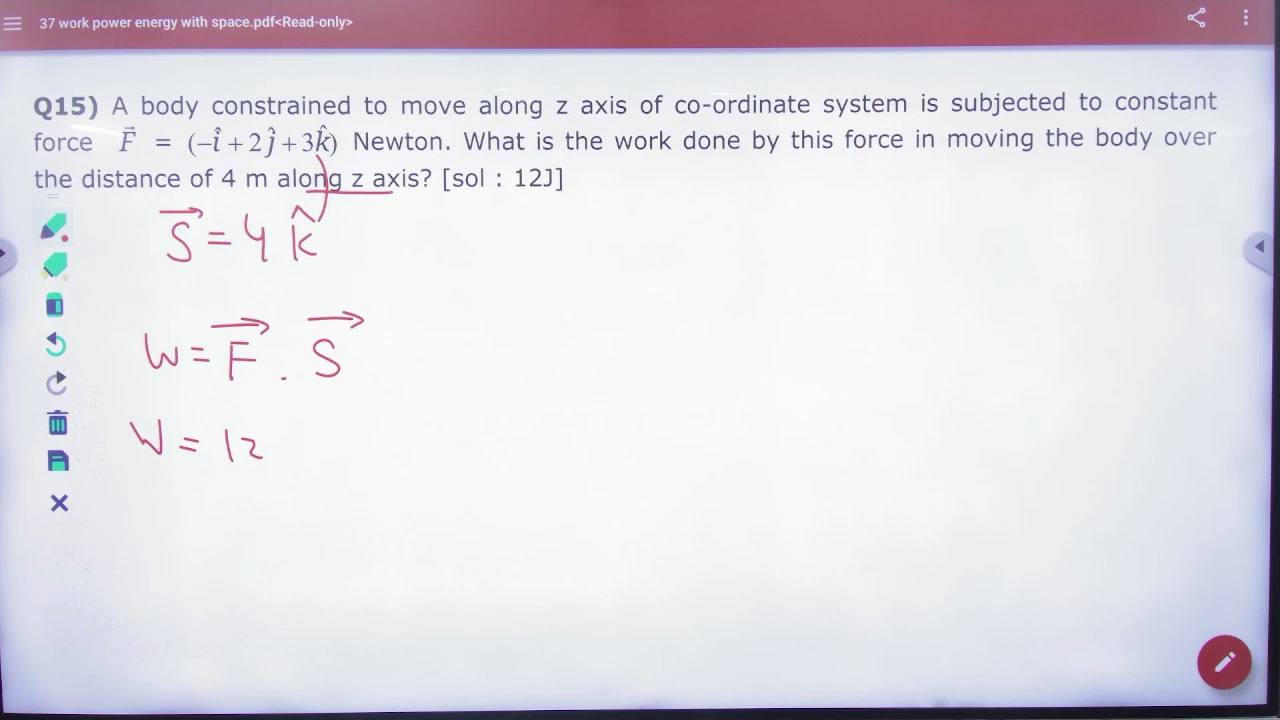 37 work power energy with space.pdf<Read-only>
Q15) A body constrained to move along z axis of co-ordinate system is subjected to constant
force F⃗ = (−î + 2ĵ + 3k̂) Newton. What is the work done by this force in moving the body over
the distance of 4 m along z axis? [sol : 12J]
S⃗ = 4 k̂
W = F⃗ . S⃗
W = 12